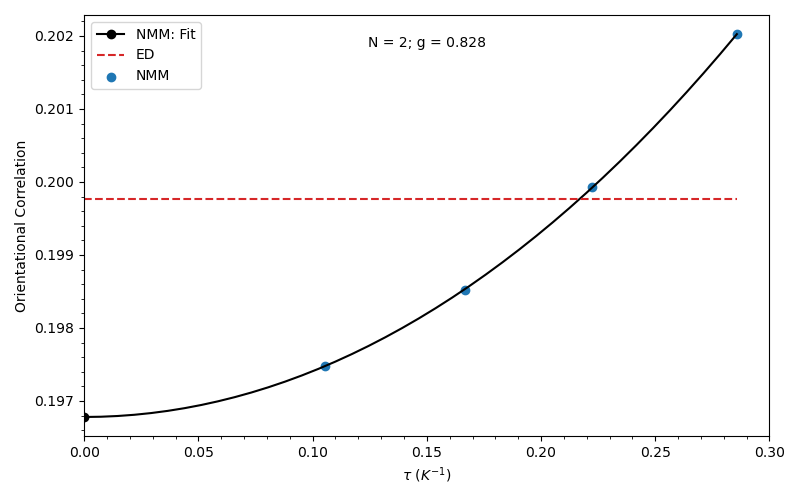 N = 2; g = 0.828
NMM: Fit
ED
NMM
Orientational Correlation
0.202
0.201
0.200
0.199
0.198
0.197
0.00 0.05 0.10 0.15 0.20 0.25 0.30
τ (K⁻¹)